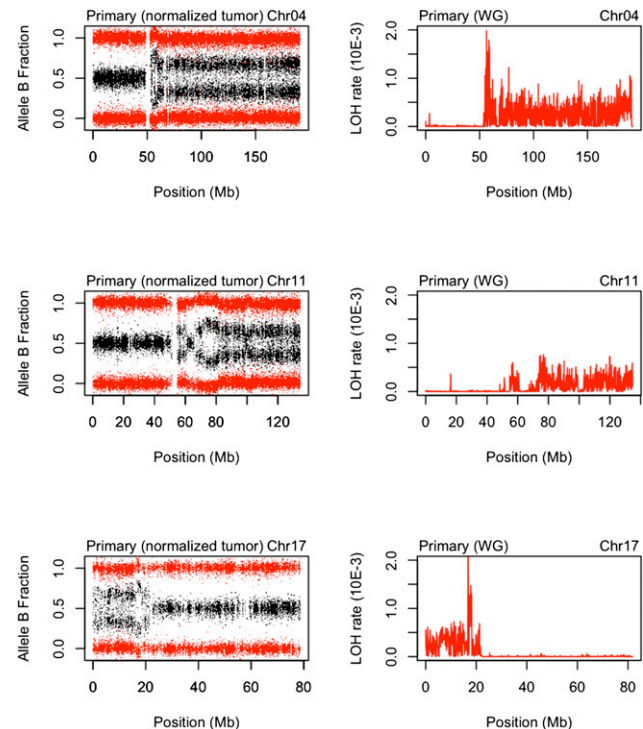 Primary (normalized tumor) Chr04
Allele B Fraction
0.0 0.5 1.0
0 50 100 150
Position (Mb)
Primary (WG) Chr04
LOH rate (10E-3)
0.0 1.0 2.0
0 50 100 150
Position (Mb)
Primary (normalized tumor) Chr11
Allele B Fraction
0.0 0.5 1.0
0 20 40 60 80 120
Position (Mb)
Primary (WG) Chr11
LOH rate (10E-3)
0.0 1.0 2.0
0 20 40 60 80 120
Position (Mb)
Primary (normalized tumor) Chr17
Allele B Fraction
0.0 0.5 1.0
0 20 40 60 80
Position (Mb)
Primary (WG) Chr17
LOH rate (10E-3)
0.0 1.0 2.0
0 20 40 60 80
Position (Mb)